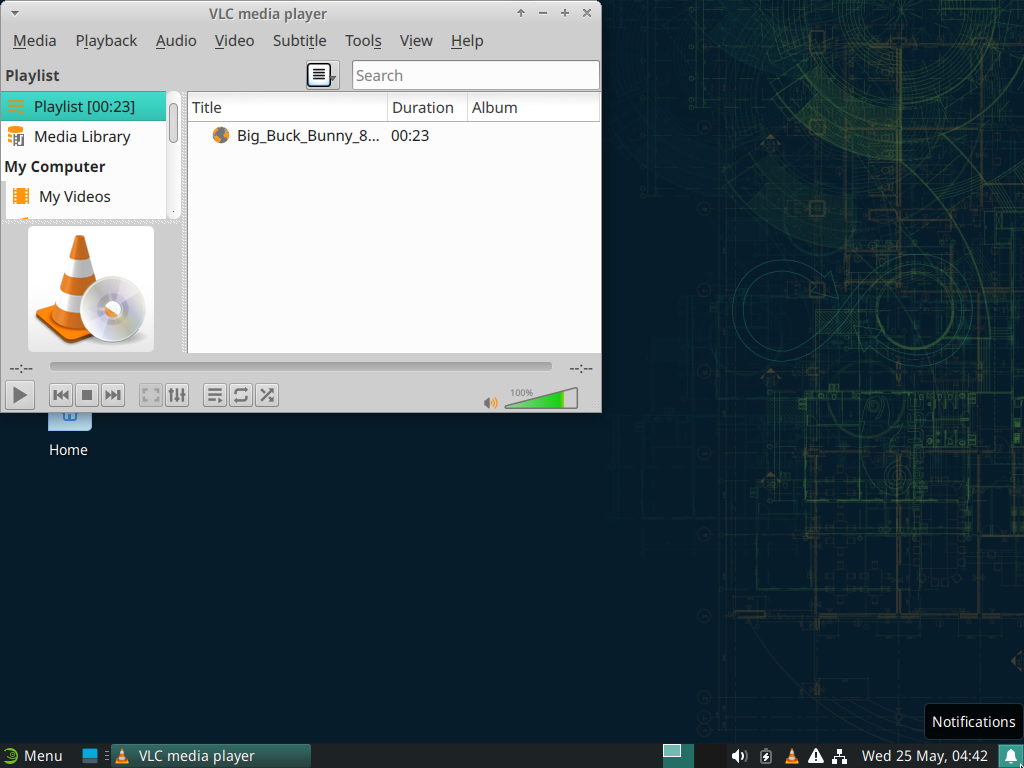 VLC media player
Media Playback Audio Video Subtitle Tools View Help
Playlist
Search
Playlist [00:23]
Title Duration Album
Media Library
Big_Buck_Bunny_8... 00:23
My Computer
My Videos
--:-- --:--
100%
Home
Notifications
Menu VLC media player Wed 25 May, 04:42